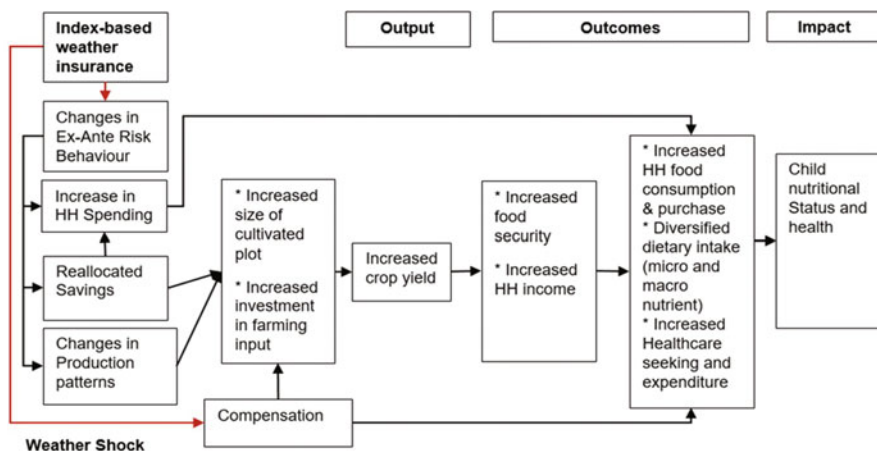 Index-based
weather
insurance
Output
Outcomes
Impact
Changes in
Ex-Ante Risk
Behaviour
Increase in
HH Spending
Reallocated
Savings
Changes in
Production
patterns
* Increased
size of
cultivated
plot
* Increased
investment
in farming
input
Increased
crop yield
* Increased
food
security
* Increased
HH income
* Increased
HH food
consumption
& purchase
* Diversified
dietary intake
(micro and
macro
nutrient)
* Increased
Healthcare
seeking and
expenditure
Child
nutritional
Status and
health
Compensation
Weather Shock